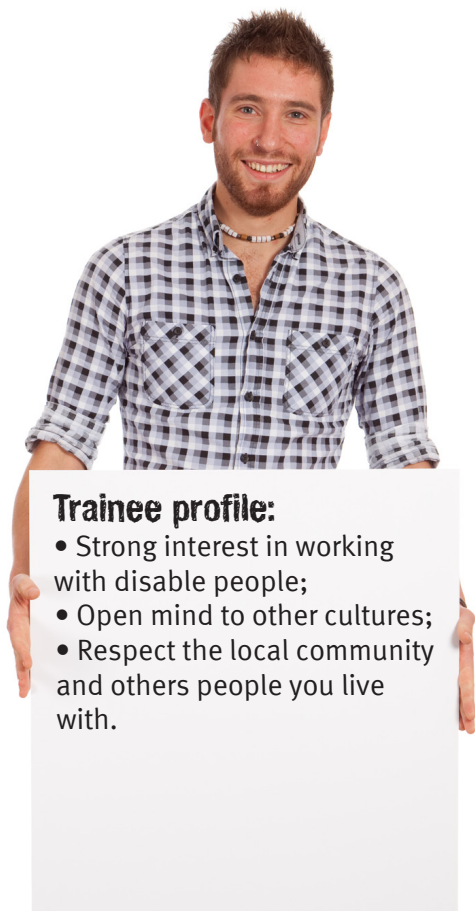 Trainee profile:
• Strong interest in working
with disable people;
• Open mind to other cultures;
• Respect the local community
and others people you live
with.